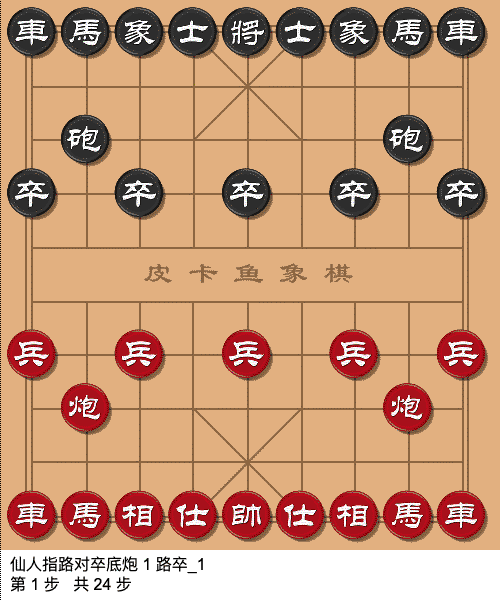 車馬象士將士象馬車
砲砲
卒卒卒卒卒
皮卡鱼象棋
兵兵兵兵兵
炮炮
車馬相仕帥仕相馬車
仙人指路对卒底炮 1 路卒_1
第 1 步 共 24 步